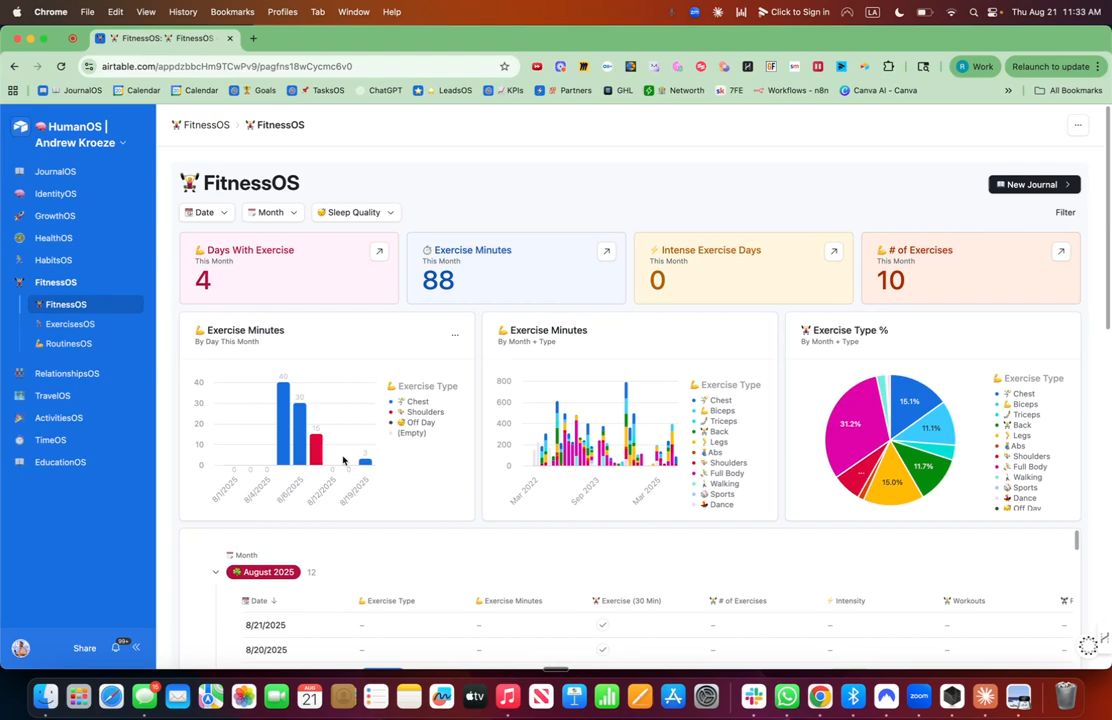 Chrome File Edit View History Bookmarks Profiles Tab Window Help
Click to Sign in LA Thu Aug 21 11:33 AM
FitnessOS: FitnessOS
airtable.com/appdzbbcHm9TCwPv9/pagfns18wCycmc6v0 Work Relaunch to update
JournalOS Calendar Calendar Goals TasksOS ChatGPT LeadsOS KPIs Partners GHL Networth 7FE Workflows - n8n Canva AI - Canva All Bookmarks
HumanOS |
Andrew Kroeze
JournalOS
IdentityOS
GrowthOS
HealthOS
HabitsOS
FitnessOS
FitnessOS
ExercisesOS
RoutinesOS
RelationshipsOS
TravelOS
ActivitiesOS
TimeOS
EducationOS
Share 99+
FitnessOS FitnessOS
FitnessOS
New Journal
Date Month Sleep Quality Filter
Days With Exercise
This Month
4
Exercise Minutes
This Month
88
Intense Exercise Days
This Month
0
# of Exercises
This Month
10
Exercise Minutes
By Day This Month
40
30
20
10
0
40
30
15
3
0 0 0
8/1/2025
8/4/2025
8/8/2025
8/12/2025
8/19/2025
Exercise Type
Chest
Shoulders
Off Day
(Empty)
Exercise Minutes
By Month + Type
800
600
400
200
0
Mar 2022
Sep 2023
Mar 2025
Exercise Type
Chest
Biceps
Triceps
Back
Legs
Abs
Shoulders
Full Body
Walking
Sports
Dance
Exercise Type %
By Month + Type
15.1%
11.1%
11.7%
15.0%
...
31.2%
Exercise Type
Chest
Biceps
Triceps
Back
Legs
Abs
Shoulders
Full Body
Walking
Sports
Dance
Off Day
Month
August 2025 12
Date Exercise Type Exercise Minutes Exercise (30 Min) # of Exercises Intensity Workouts
8/21/2025 – – – – –
8/20/2025 – – – – –
AUG
21